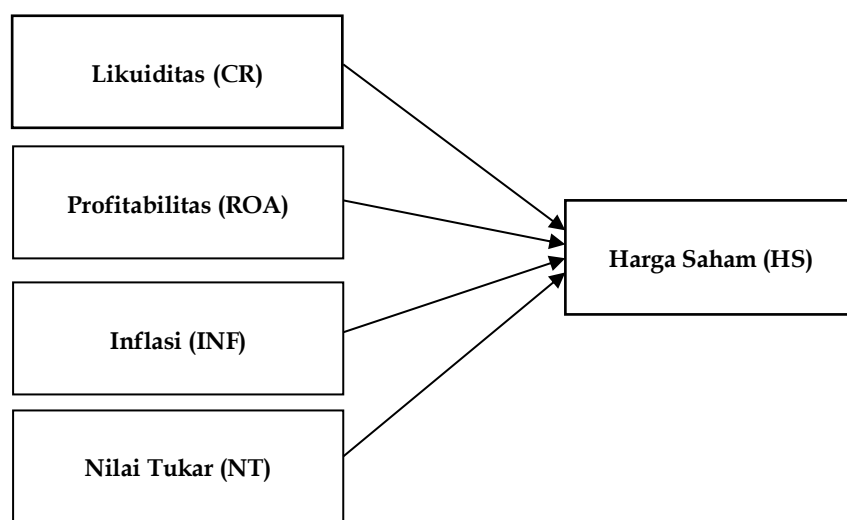 Likuiditas (CR)
Profitabilitas (ROA)
Harga Saham (HS)
Inflasi (INF)
Nilai Tukar (NT)